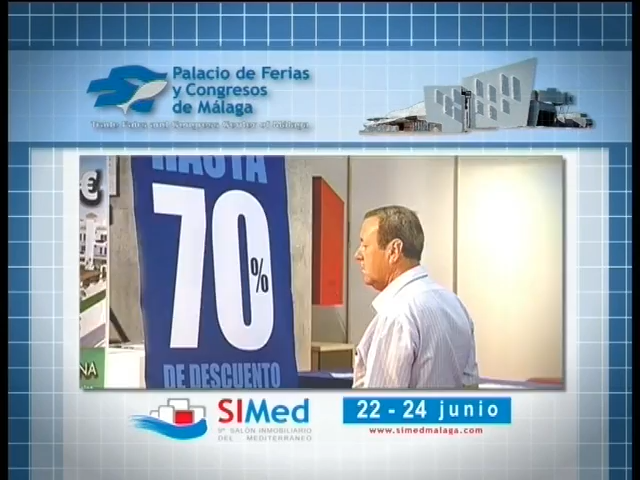 Palacio de Ferias
y Congresos
de Málaga
Trade Fairs and Congress Center of Málaga
HASTA
€
70%
DE DESCUENTO
NA
SIMed
9º SALÓN INMOBILIARIO
DEL MEDITERRÁNEO
22 - 24 junio
www.simedmalaga.com